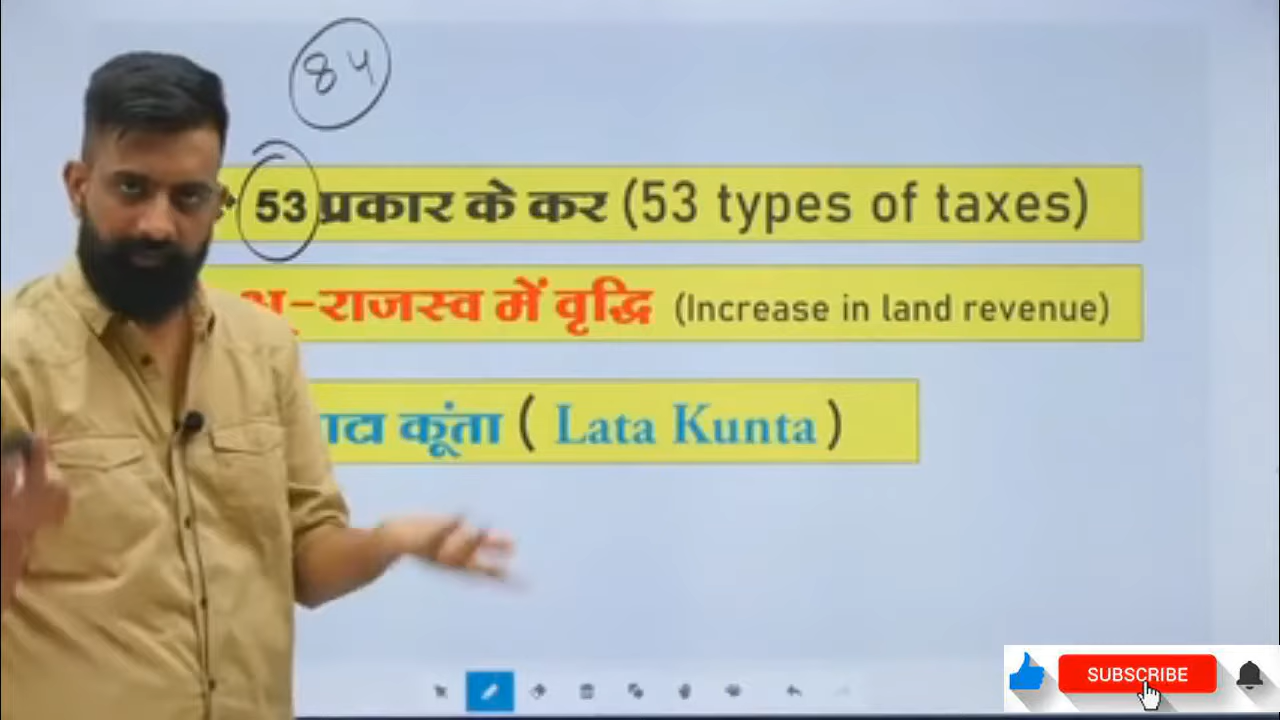 84
53 प्रकार के कर (53 types of taxes)
भू-राजस्व में वृद्धि (Increase in land revenue)
कूंता ( Lata Kunta )
SUBSCRIBE